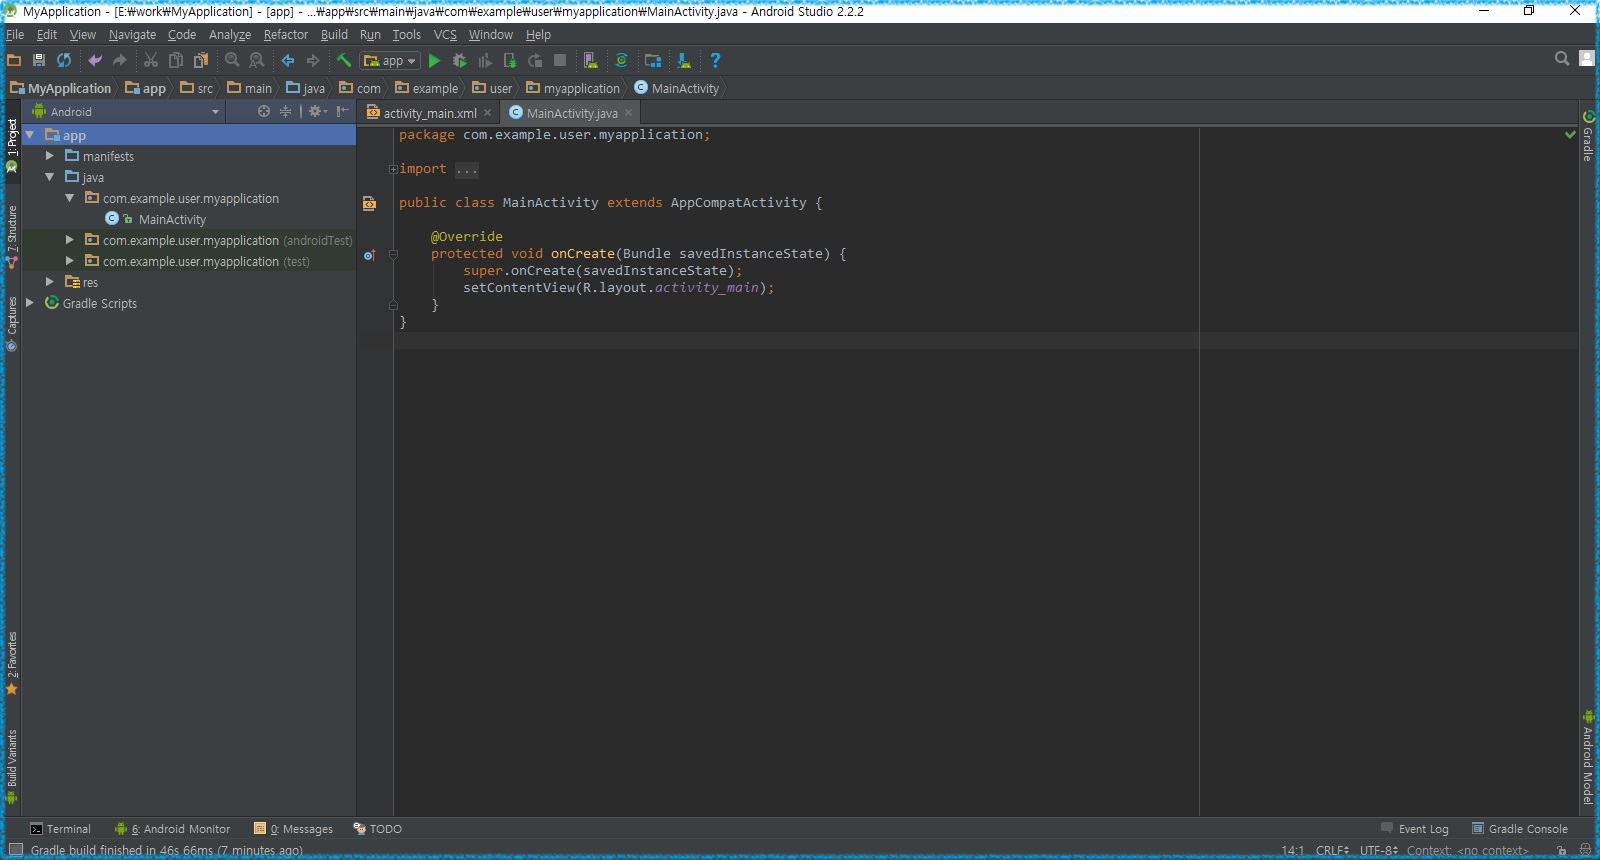 MyApplication - [E:₩work₩MyApplication] - [app] - ...₩app₩src₩main₩java₩com₩example₩user₩myapplication₩MainActivity.java - Android Studio 2.2.2
File Edit View Navigate Code Analyze Refactor Build Run Tools VCS Window Help
app
MyApplication app src main java com example user myapplication MainActivity
Android
activity_main.xml MainActivity.java
1: Project
7: Structure
Captures
2: Favorites
Build Variants
app
manifests
java
com.example.user.myapplication
MainActivity
com.example.user.myapplication (androidTest)
com.example.user.myapplication (test)
res
Gradle Scripts
package com.example.user.myapplication;
import ...
public class MainActivity extends AppCompatActivity {
@Override
protected void onCreate(Bundle savedInstanceState) {
super.onCreate(savedInstanceState);
setContentView(R.layout.activity_main);
}
}
Gradle
Android Model
Terminal 6: Android Monitor 0: Messages TODO Event Log Gradle Console
Gradle build finished in 46s 66ms (7 minutes ago) 14:1 CRLF UTF-8 Context: <no context>